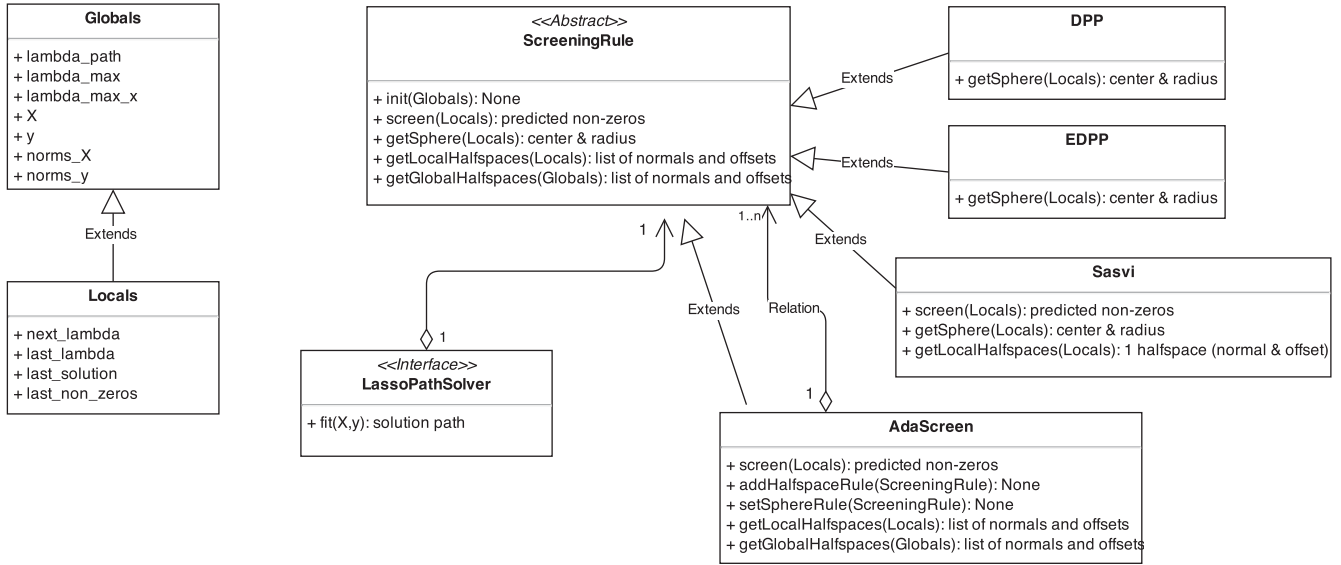 Globals
+ lambda_path
+ lambda_max
+ lambda_max_x
+ X
+ y
+ norms_X
+ norms_y
Extends
Locals
+ next_lambda
+ last_lambda
+ last_solution
+ last_non_zeros
<<Abstract>>
ScreeningRule
+ init(Globals): None
+ screen(Locals): predicted non-zeros
+ getSphere(Locals): center & radius
+ getLocalHalfspaces(Locals): list of normals and offsets
+ getGlobalHalfspaces(Globals): list of normals and offsets
Extends
DPP
+ getSphere(Locals): center & radius
Extends
EDPP
+ getSphere(Locals): center & radius
Extends
Sasvi
+ screen(Locals): predicted non-zeros
+ getSphere(Locals): center & radius
+ getLocalHalfspaces(Locals): 1 halfspace (normal & offset)
1
1
<<Interface>>
LassoPathSolver
+ fit(X,y): solution path
Extends
1..n
Relation
1
AdaScreen
+ screen(Locals): predicted non-zeros
+ addHalfspaceRule(ScreeningRule): None
+ setSphereRule(ScreeningRule): None
+ getLocalHalfspaces(Locals): list of normals and offsets
+ getGlobalHalfspaces(Globals): list of normals and offsets